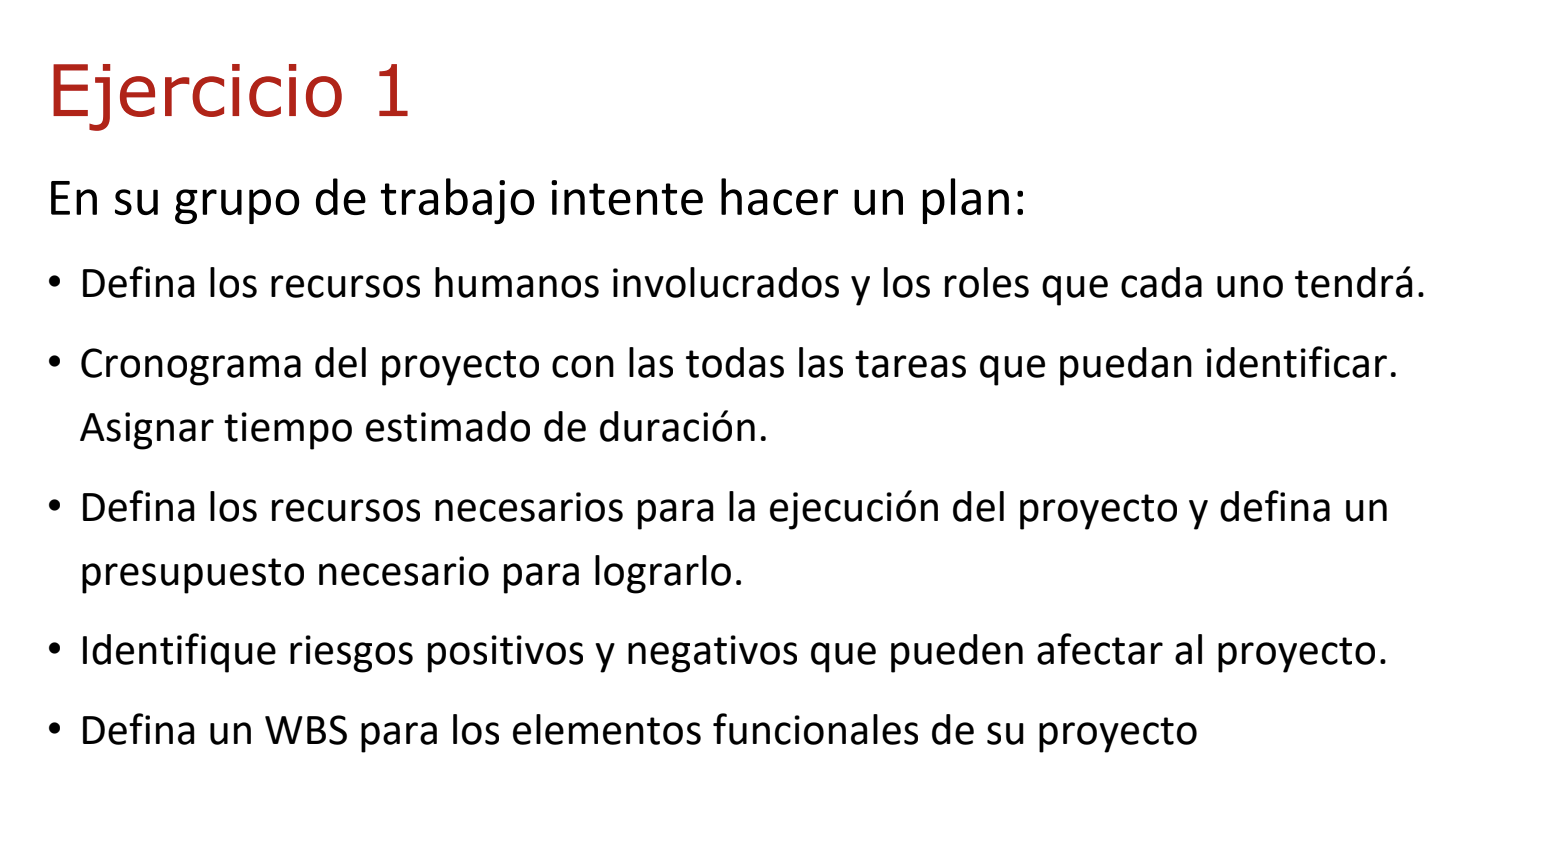 Ejercicio 1
En su grupo de trabajo intente hacer un plan:
• Defina los recursos humanos involucrados y los roles que cada uno tendrá.
• Cronograma del proyecto con las todas las tareas que puedan identificar.
Asignar tiempo estimado de duración.
• Defina los recursos necesarios para la ejecución del proyecto y defina un
presupuesto necesario para lograrlo.
• Identifique riesgos positivos y negativos que pueden afectar al proyecto.
• Defina un WBS para los elementos funcionales de su proyecto